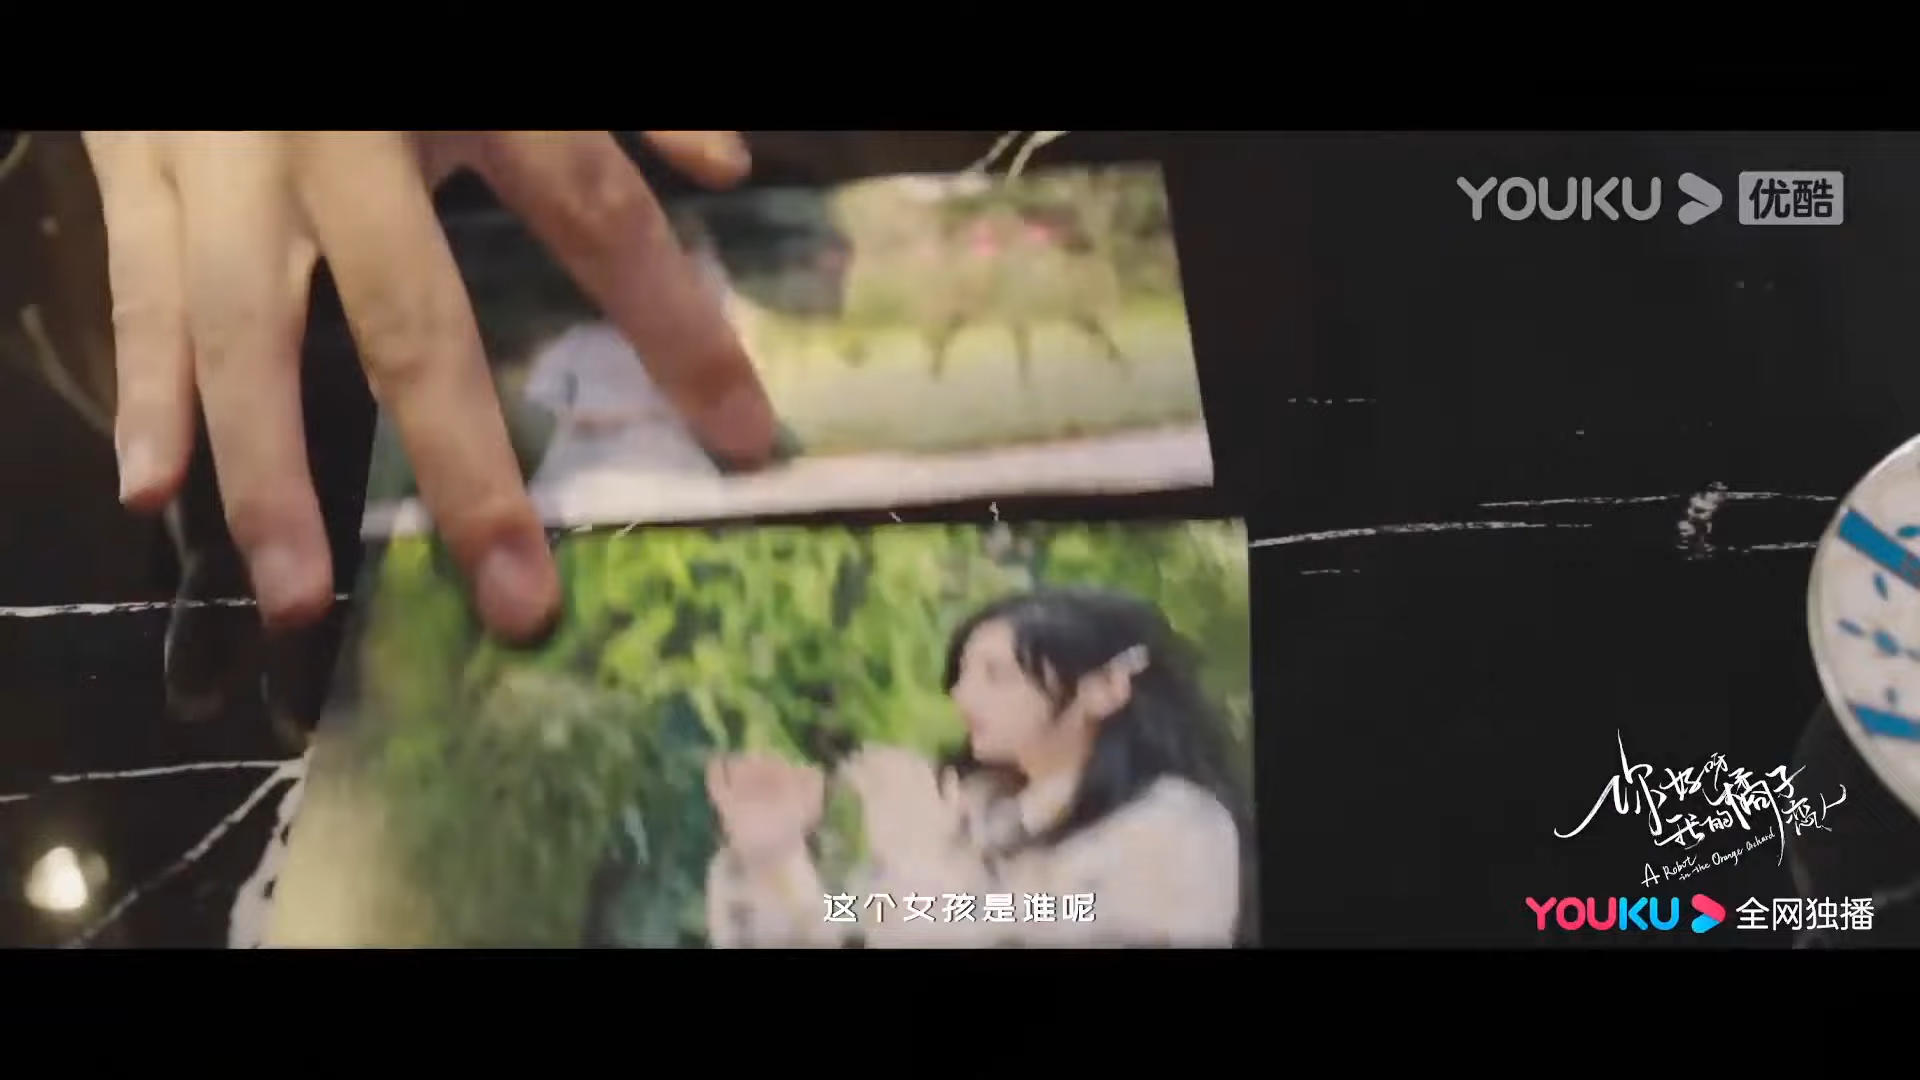 YOUKU 优酷
你好呀
我的橘子恋人
A Robot
in the Orange Orchard
这个女孩是谁呢
YOUKU 全网独播